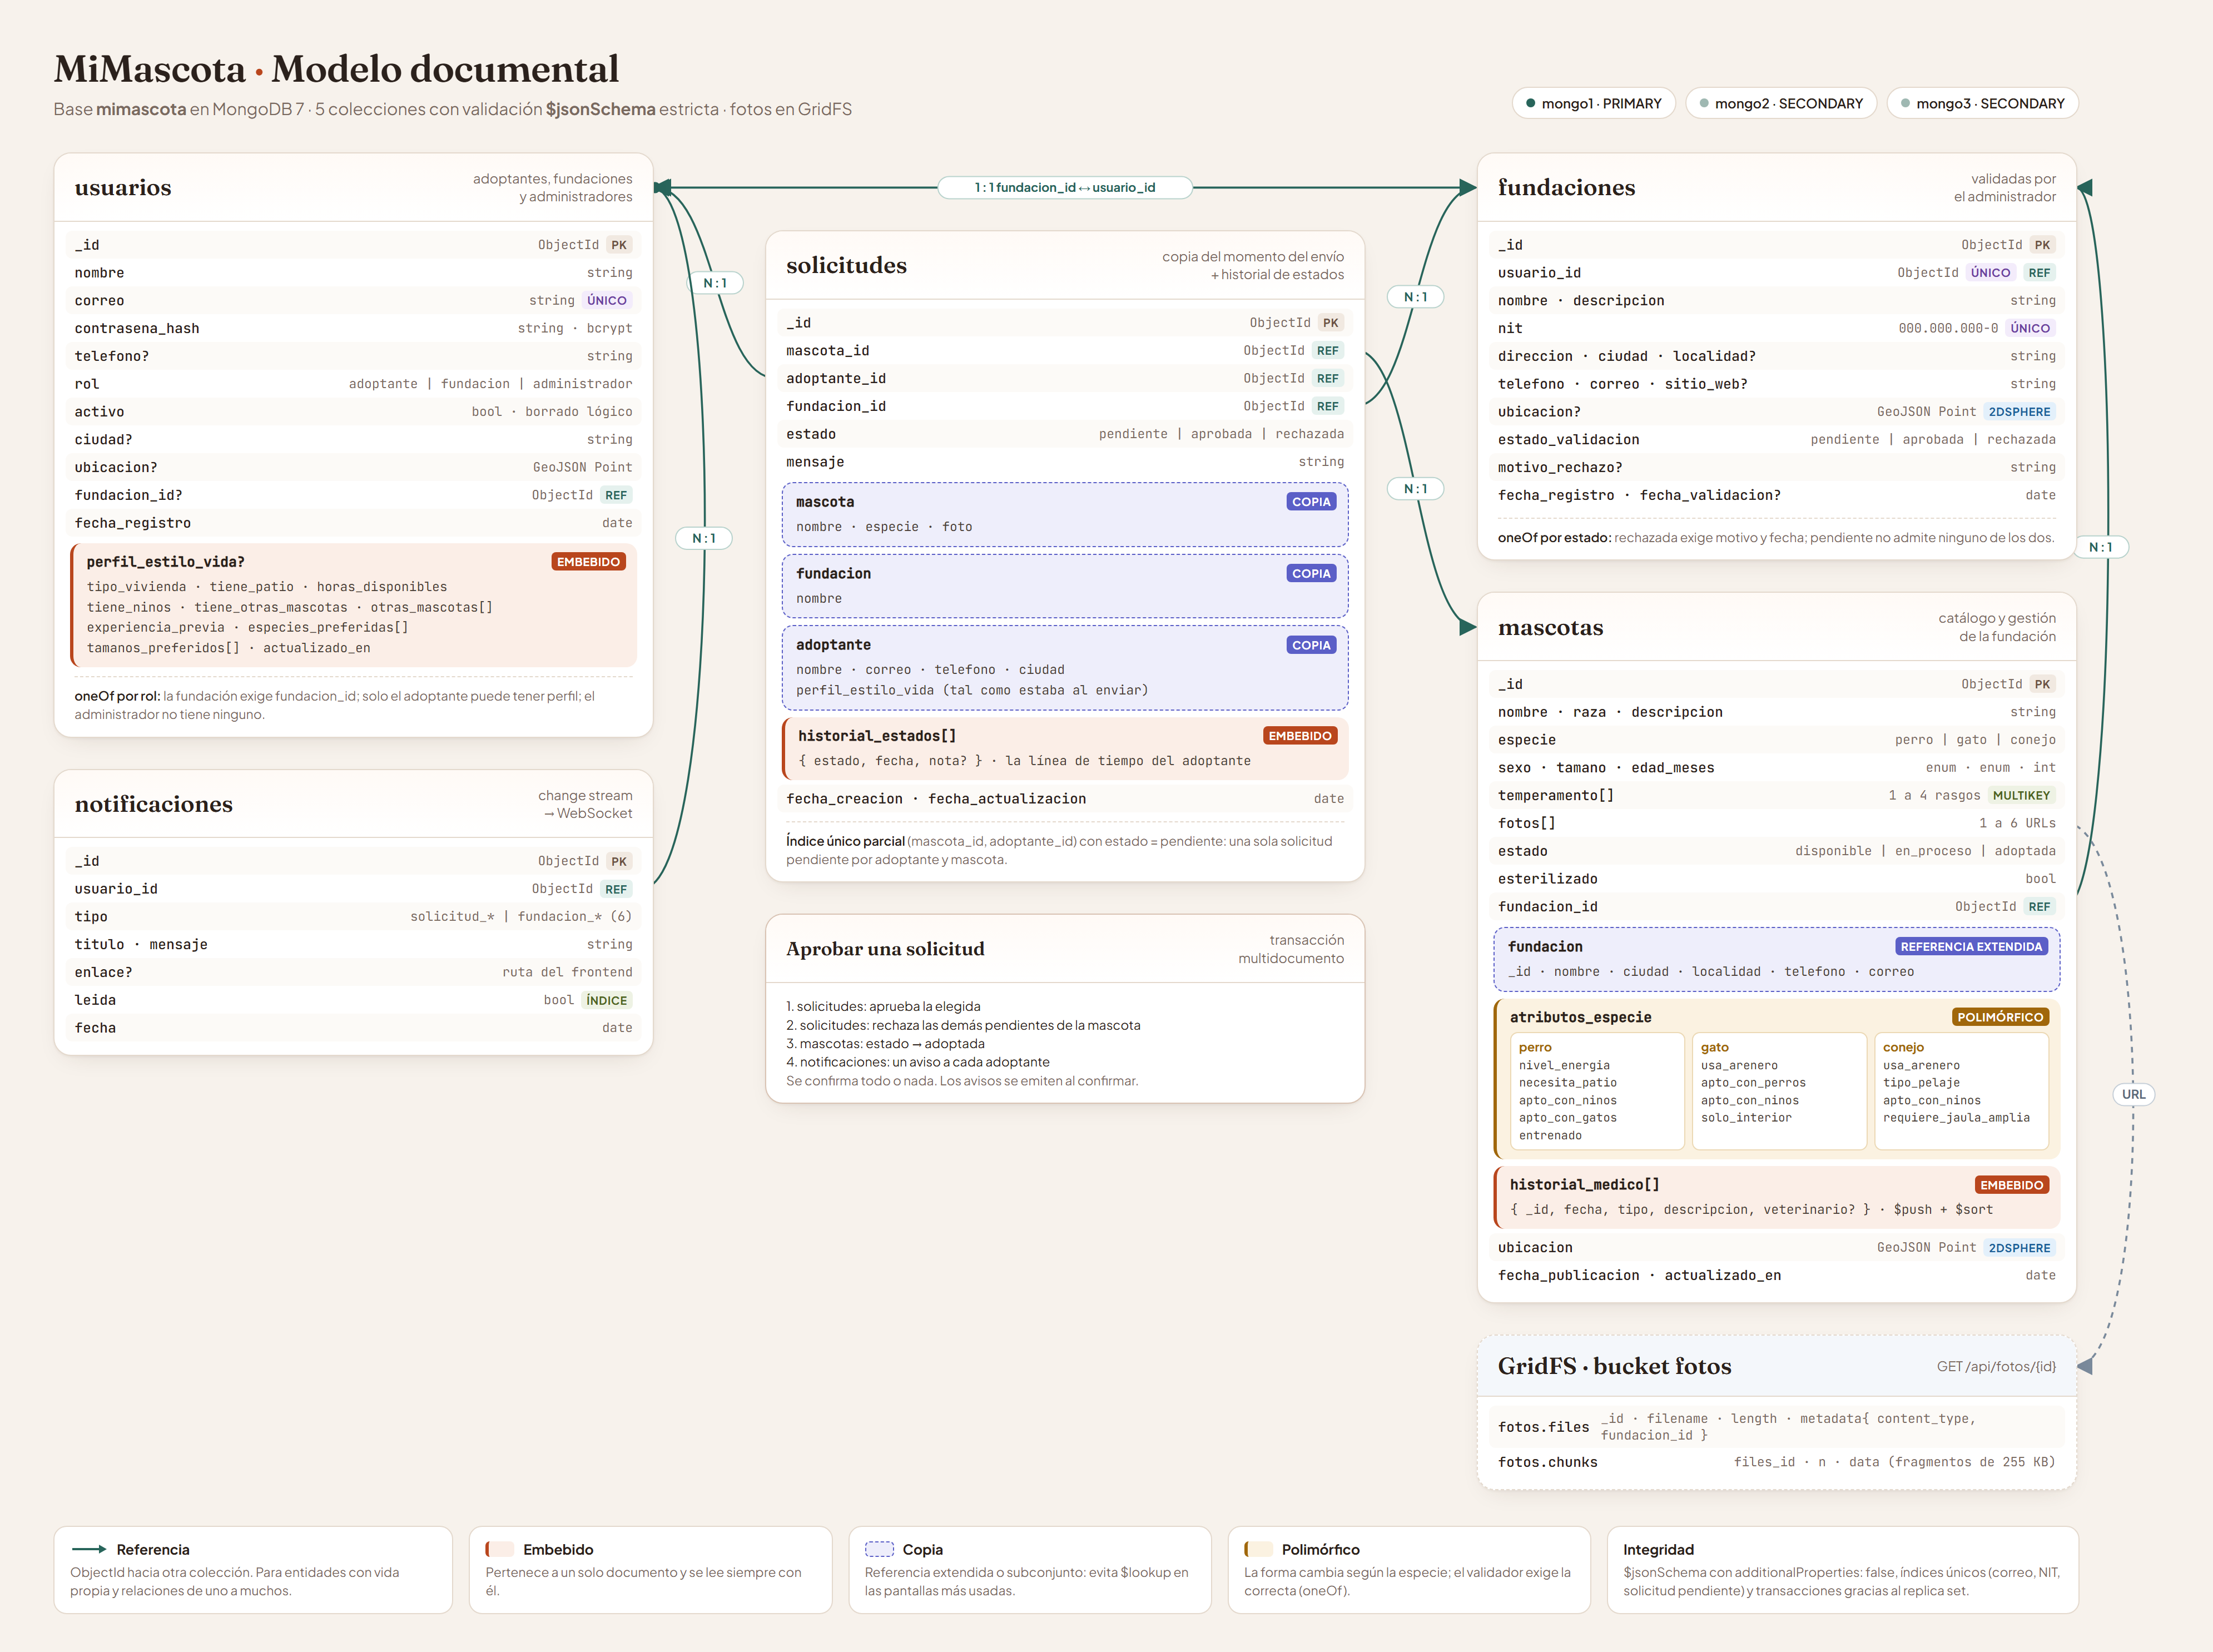 MiMascota · Modelo documental
Base mimascota en MongoDB 7 · 5 colecciones con validación $jsonSchema estricta · fotos en GridFS
mongo1 · PRIMARY
mongo2 · SECONDARY
mongo3 · SECONDARY
usuarios
adoptantes, fundaciones
y administradores
_id ObjectId PK
nombre string
correo string ÚNICO
contrasena_hash string · bcrypt
telefono? string
rol adoptante | fundacion | administrador
activo bool · borrado lógico
ciudad? string
ubicacion? GeoJSON Point
fundacion_id? ObjectId REF
fecha_registro date
perfil_estilo_vida? EMBEBIDO
tipo_vivienda · tiene_patio · horas_disponibles
tiene_ninos · tiene_otras_mascotas · otras_mascotas[]
experiencia_previa · especies_preferidas[]
tamanos_preferidos[] · actualizado_en
oneOf por rol: la fundación exige fundacion_id; solo el adoptante puede tener perfil; el
administrador no tiene ninguno.
notificaciones
change stream
→ WebSocket
_id ObjectId PK
usuario_id ObjectId REF
tipo solicitud_* | fundacion_* (6)
titulo · mensaje string
enlace? ruta del frontend
leida bool ÍNDICE
fecha date
1 : 1 fundacion_id ↔ usuario_id
N : 1
N : 1
solicitudes
copia del momento del envío
+ historial de estados
_id ObjectId PK
mascota_id ObjectId REF
adoptante_id ObjectId REF
fundacion_id ObjectId REF
estado pendiente | aprobada | rechazada
mensaje string
mascota COPIA
nombre · especie · foto
fundacion COPIA
nombre
adoptante COPIA
nombre · correo · telefono · ciudad
perfil_estilo_vida (tal como estaba al enviar)
historial_estados[] EMBEBIDO
{ estado, fecha, nota? } · la línea de tiempo del adoptante
fecha_creacion · fecha_actualizacion date
Índice único parcial (mascota_id, adoptante_id) con estado = pendiente: una sola solicitud
pendiente por adoptante y mascota.
Aprobar una solicitud
transacción
multidocumento
1. solicitudes: aprueba la elegida
2. solicitudes: rechaza las demás pendientes de la mascota
3. mascotas: estado → adoptada
4. notificaciones: un aviso a cada adoptante
Se confirma todo o nada. Los avisos se emiten al confirmar.
N : 1
N : 1
fundaciones
validadas por
el administrador
_id ObjectId PK
usuario_id ObjectId ÚNICO REF
nombre · descripcion string
nit 000.000.000-0 ÚNICO
direccion · ciudad · localidad? string
telefono · correo · sitio_web? string
ubicacion? GeoJSON Point 2DSPHERE
estado_validacion pendiente | aprobada | rechazada
motivo_rechazo? string
fecha_registro · fecha_validacion? date
oneOf por estado: rechazada exige motivo y fecha; pendiente no admite ninguno de los dos.
N : 1
mascotas
catálogo y gestión
de la fundación
_id ObjectId PK
nombre · raza · descripcion string
especie perro | gato | conejo
sexo · tamano · edad_meses enum · enum · int
temperamento[] 1 a 4 rasgos MULTIKEY
fotos[] 1 a 6 URLs
estado disponible | en_proceso | adoptada
esterilizado bool
fundacion_id ObjectId REF
fundacion REFERENCIA EXTENDIDA
_id · nombre · ciudad · localidad · telefono · correo
atributos_especie POLIMÓRFICO
perro
nivel_energia
necesita_patio
apto_con_ninos
apto_con_gatos
entrenado
gato
usa_arenero
apto_con_perros
apto_con_ninos
solo_interior
conejo
usa_arenero
tipo_pelaje
apto_con_ninos
requiere_jaula_amplia
historial_medico[] EMBEBIDO
{ _id, fecha, tipo, descripcion, veterinario? } · $push + $sort
ubicacion GeoJSON Point 2DSPHERE
fecha_publicacion · actualizado_en date
URL
GridFS · bucket fotos
GET /api/fotos/{id}
fotos.files _id · filename · length · metadata{ content_type,
fundacion_id }
fotos.chunks files_id · n · data (fragmentos de 255 KB)
Referencia
ObjectId hacia otra colección. Para entidades con vida
propia y relaciones de uno a muchos.
Embebido
Pertenece a un solo documento y se lee siempre con
él.
Copia
Referencia extendida o subconjunto: evita $lookup en
las pantallas más usadas.
Polimórfico
La forma cambia según la especie; el validador exige la
correcta (oneOf).
Integridad
$jsonSchema con additionalProperties: false, índices únicos (correo, NIT,
solicitud pendiente) y transacciones gracias al replica set.